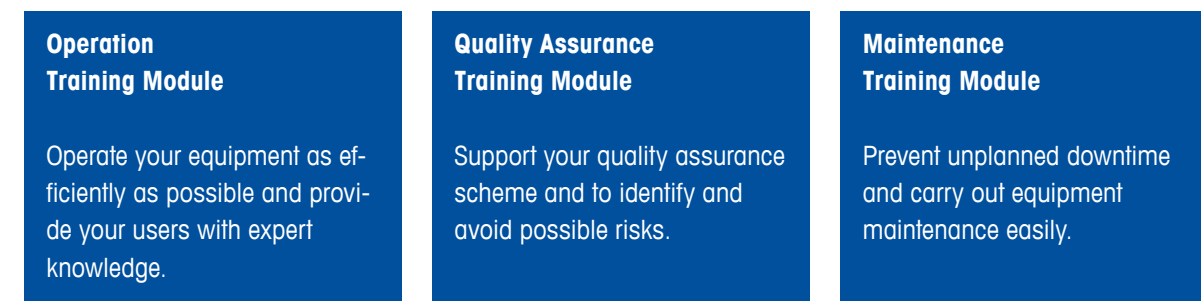 Operation
Training Module
Operate your equipment as ef-
ficiently as possible and provi-
de your users with expert
knowledge.
Quality Assurance
Training Module
Support your quality assurance
scheme and to identify and
avoid possible risks.
Maintenance
Training Module
Prevent unplanned downtime
and carry out equipment
maintenance easily.